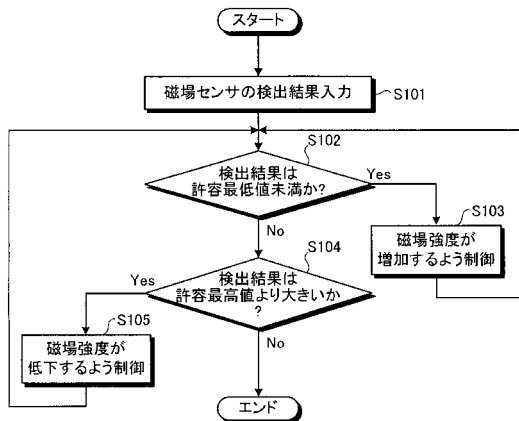 スタート
磁場センサの検出結果入力
S101
S102
検出結果は
許容最低値未満か?
Yes
No
S103
磁場強度が
増加するよう制御
S104
検出結果は
許容最高値より大きいか
?
Yes
No
S105
磁場強度が
低下するよう制御
エンド